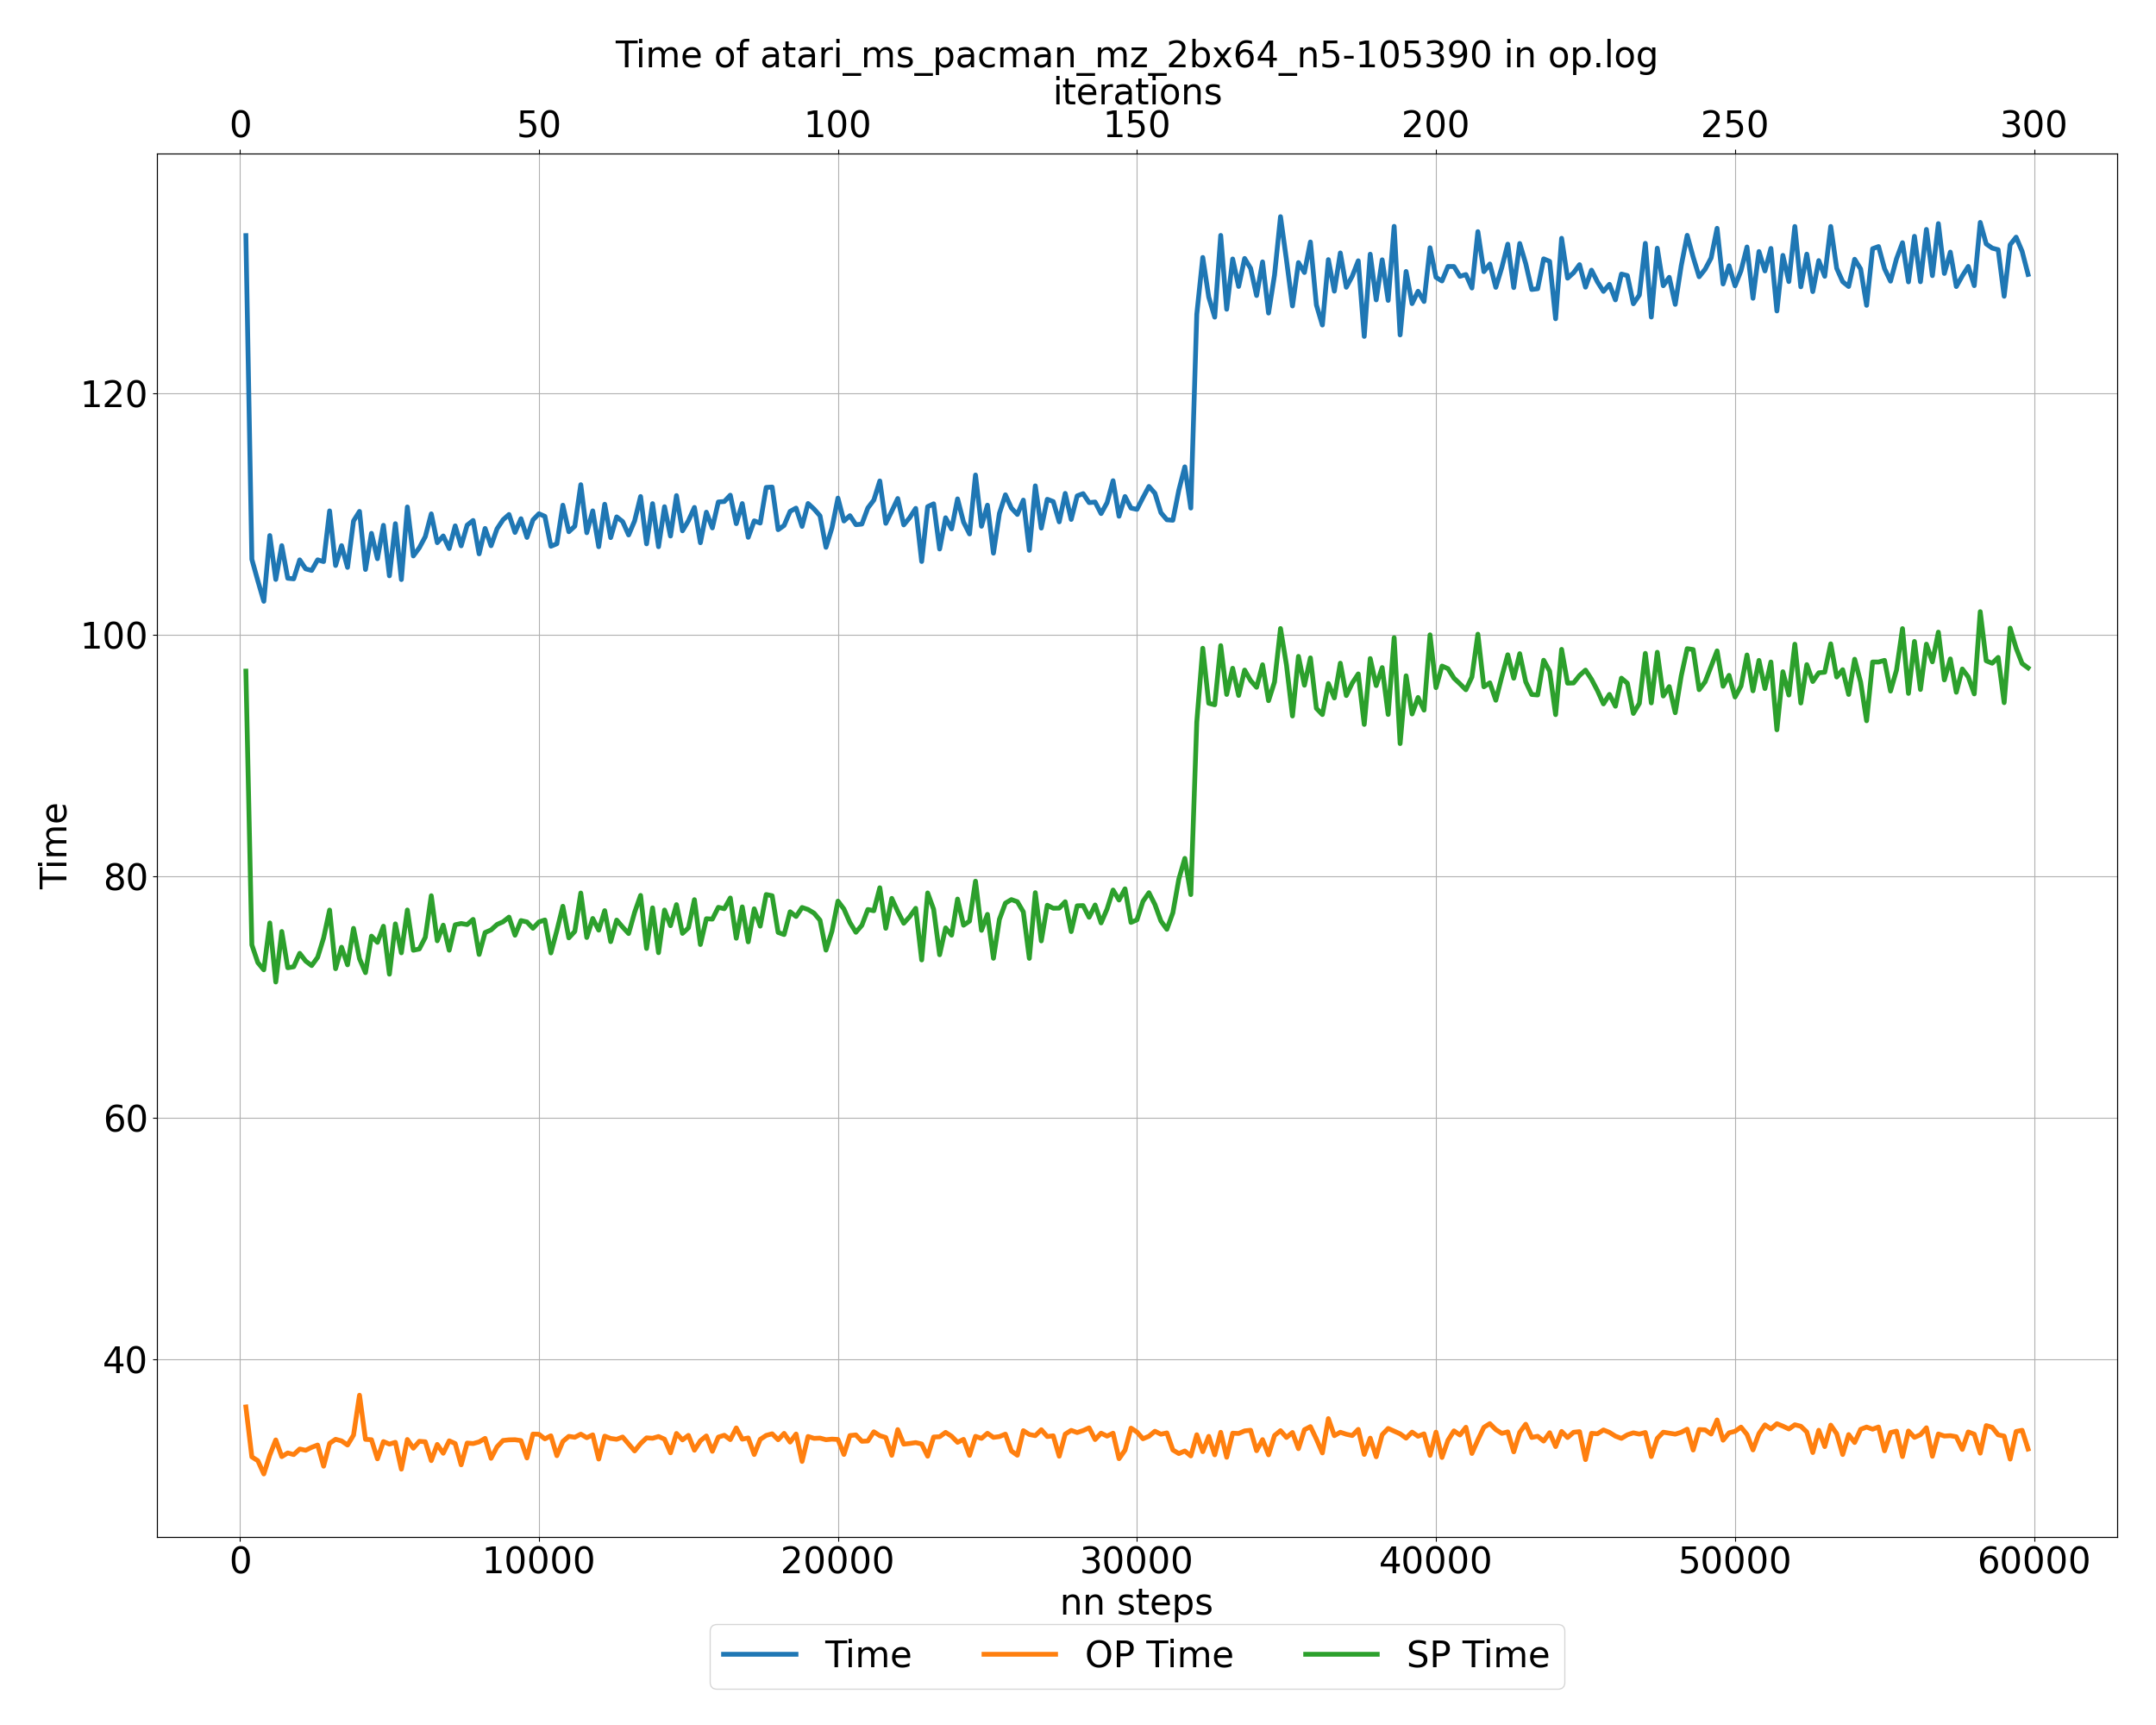 Time of atari_ms_pacman_mz_2bx64_n5-105390 in op.log
iterations
0 50 100 150 200 250 300
120
100
80
60
40
Time
0 10000 20000 30000 40000 50000 60000
nn steps
Time OP Time SP Time